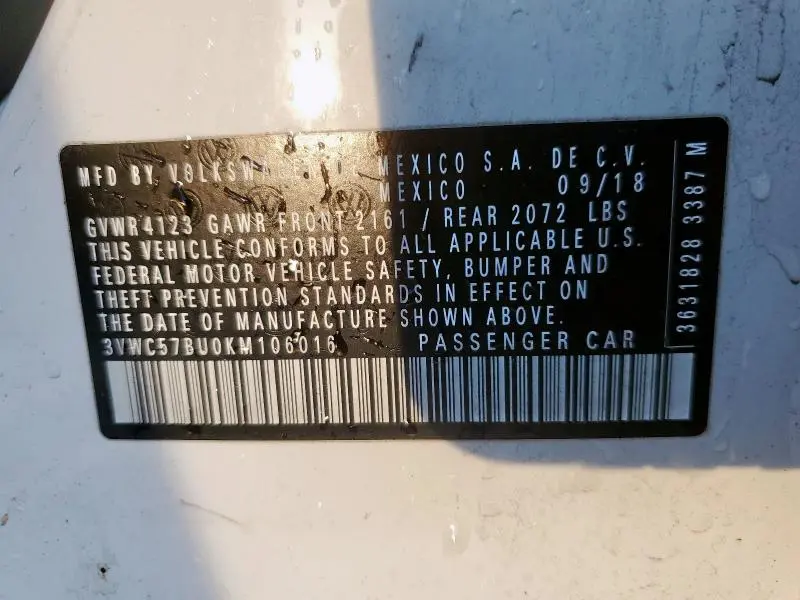 MFD BY VOLKSWA MEXICO S.A. DE C.V.
MEXICO 09/18
GVWR 4123 GAWR FRONT 2161 / REAR 2072 LBS
THIS VEHICLE CONFORMS TO ALL APPLICABLE U.S.
FEDERAL MOTOR VEHICLE SAFETY, BUMPER AND
THEFT PREVENTION STANDARDS IN EFFECT ON
THE DATE OF MANUFACTURE SHOWN ABOVE.
3VWC57BU0KM106016 PASSENGER CAR
3631828 3387 M